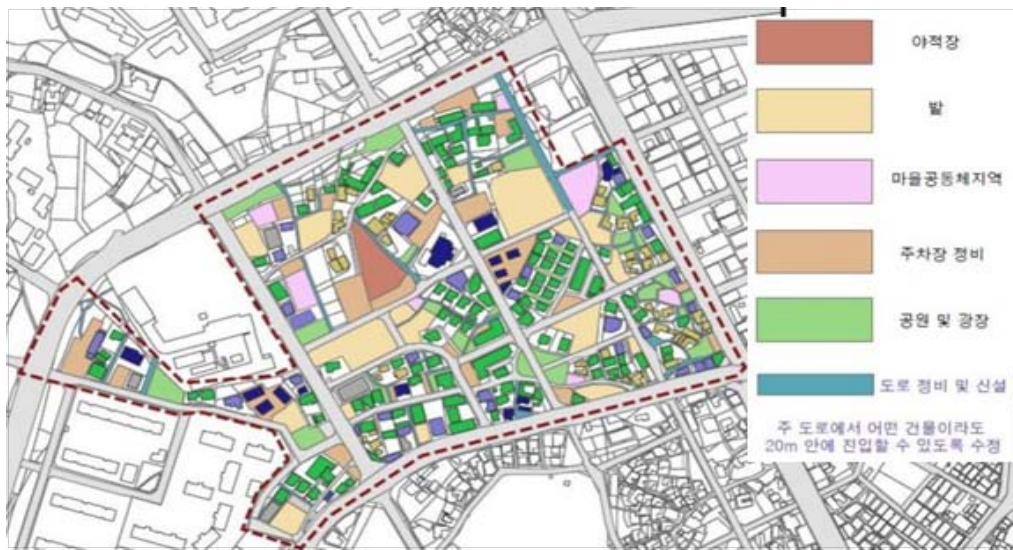 야적장
밭
마을공동체지역
주차장 정비
공원 및 광장
도로 정비 및 신설
주 도로에서 어떤 건물이라도
20m 안에 진입할 수 있도록 수정